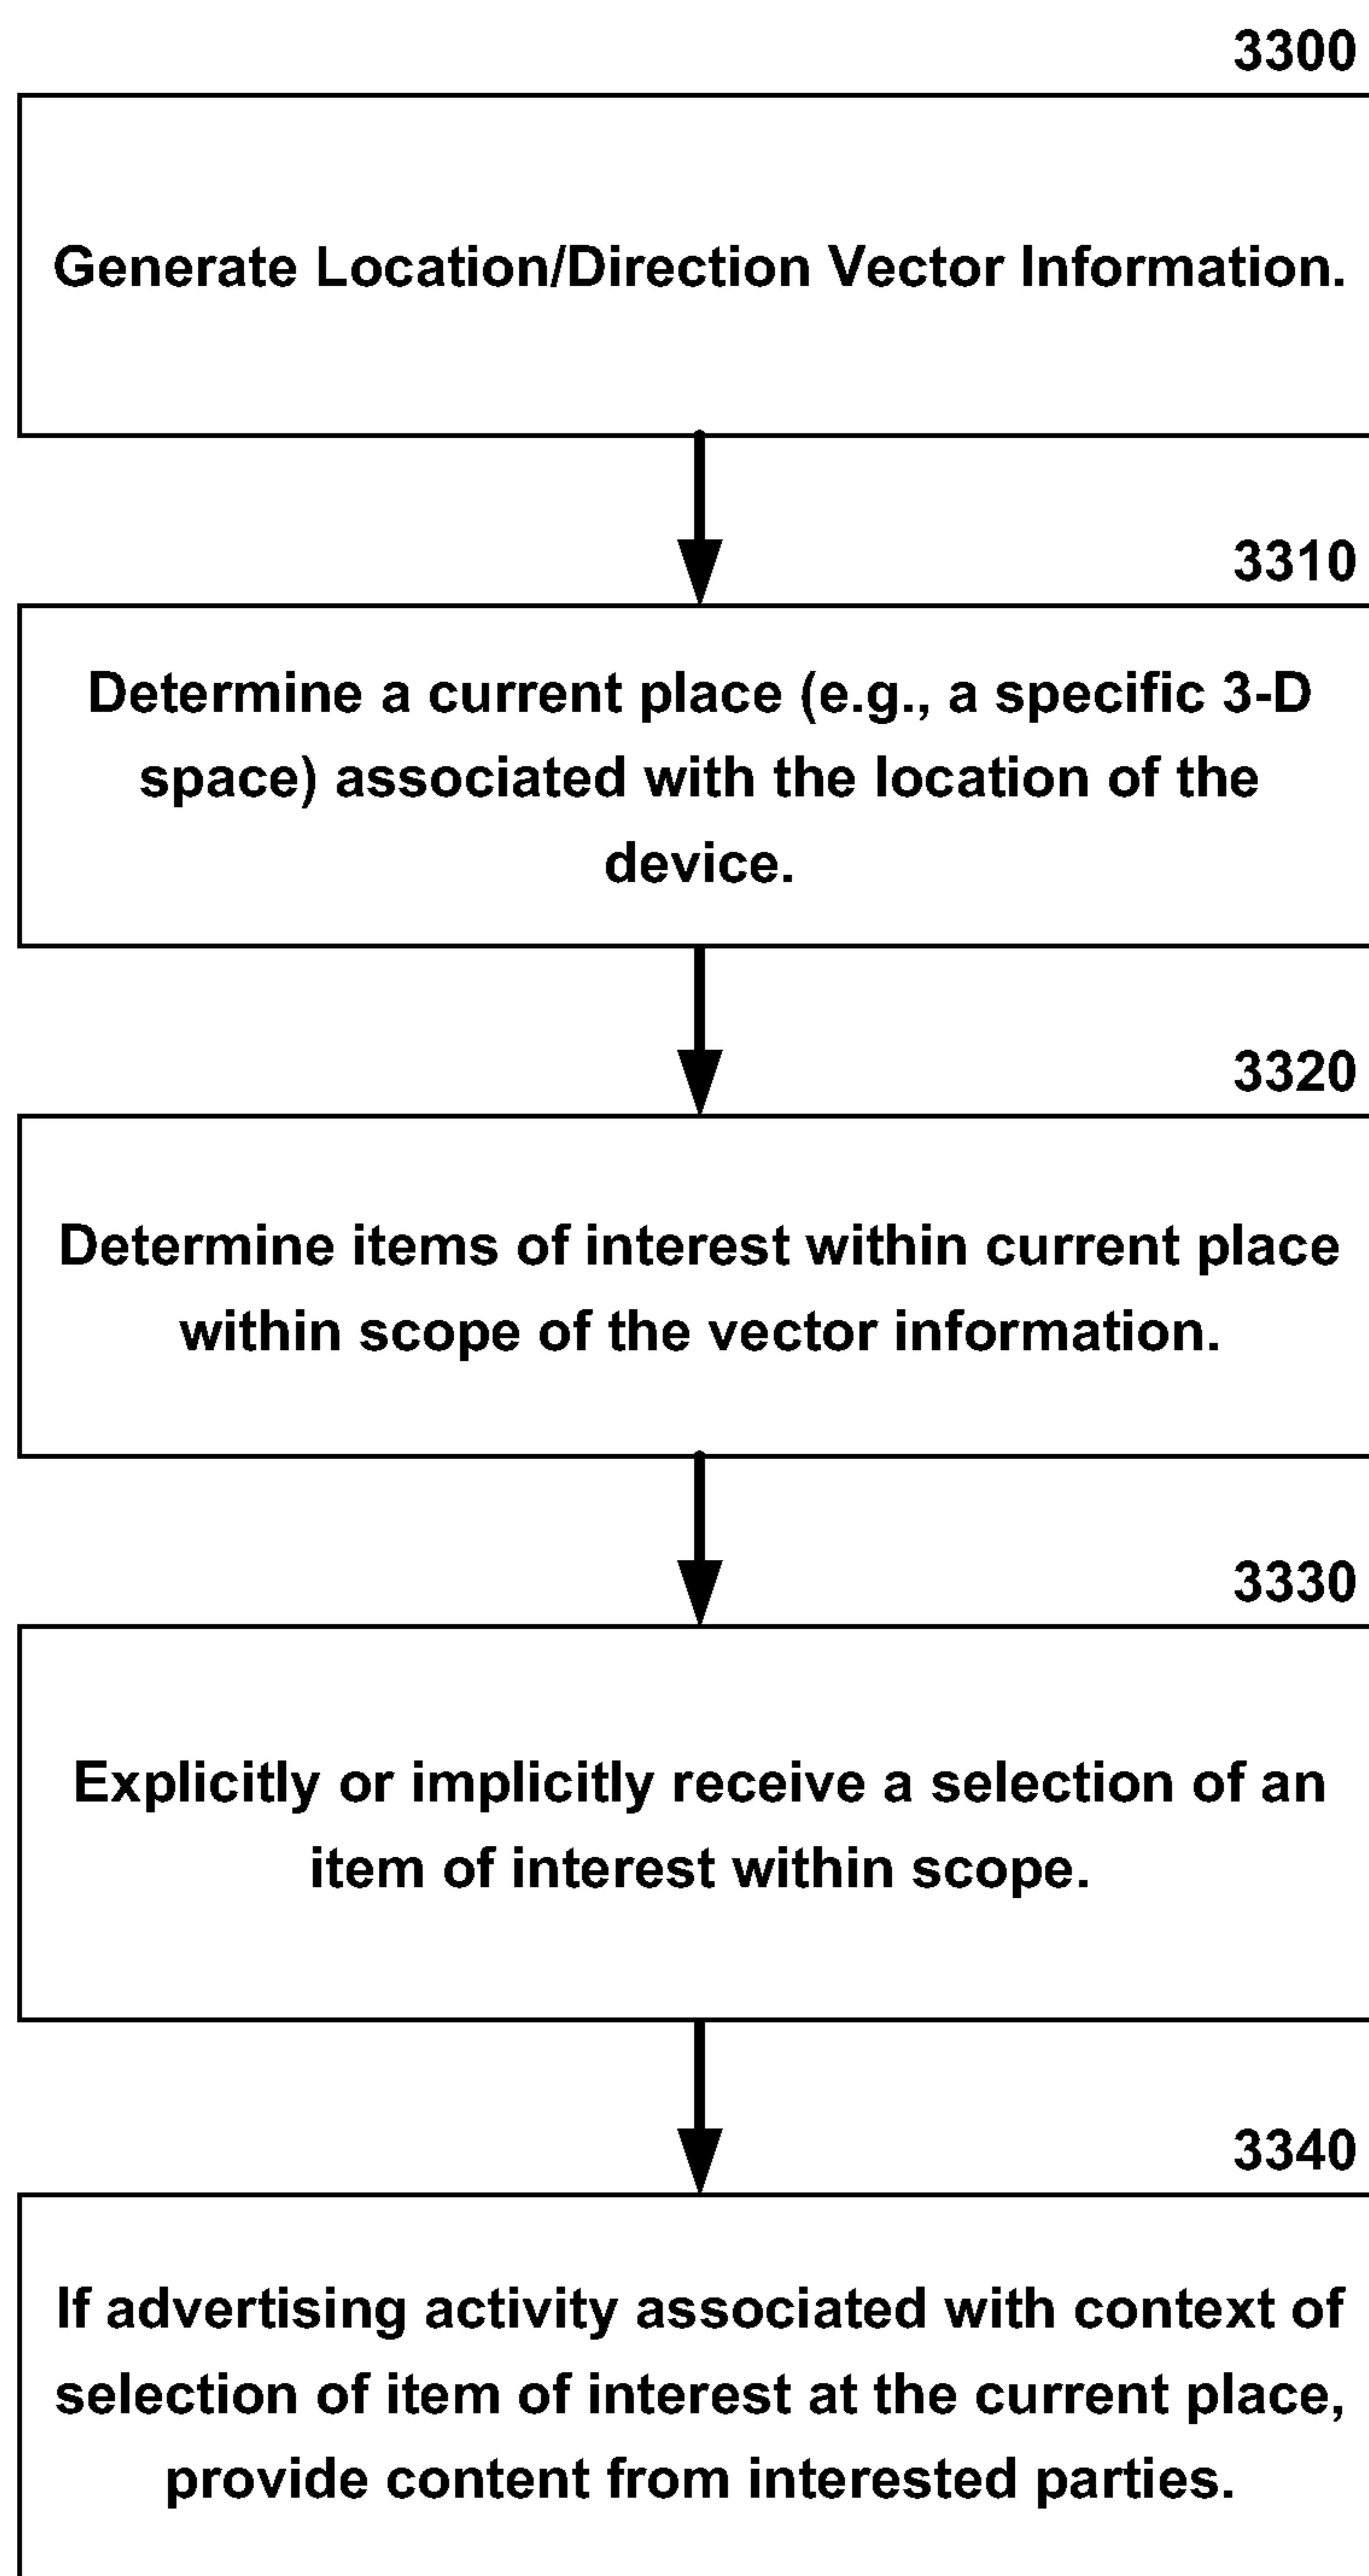 3300
Generate Location/Direction Vector Information.
3310
Determine a current place (e.g., a specific 3-D
space) associated with the location of the
device.
3320
Determine items of interest within current place
within scope of the vector information.
3330
Explicitly or implicitly receive a selection of an
item of interest within scope.
3340
If advertising activity associated with context of
selection of item of interest at the current place,
provide content from interested parties.